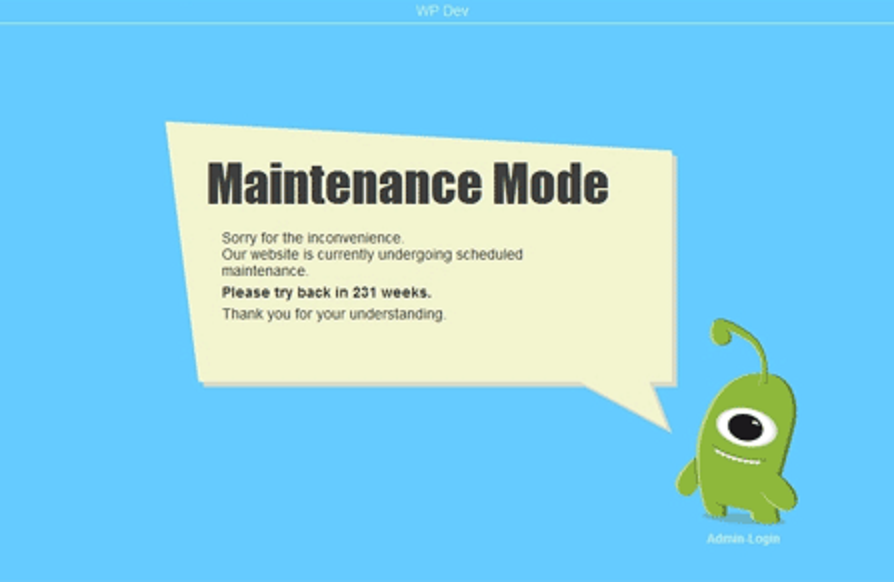 WP Dev
Maintenance Mode
Sorry for the inconvenience.
Our website is currently undergoing scheduled
maintenance.
Please try back in 231 weeks.
Thank you for your understanding.
Admin-Login